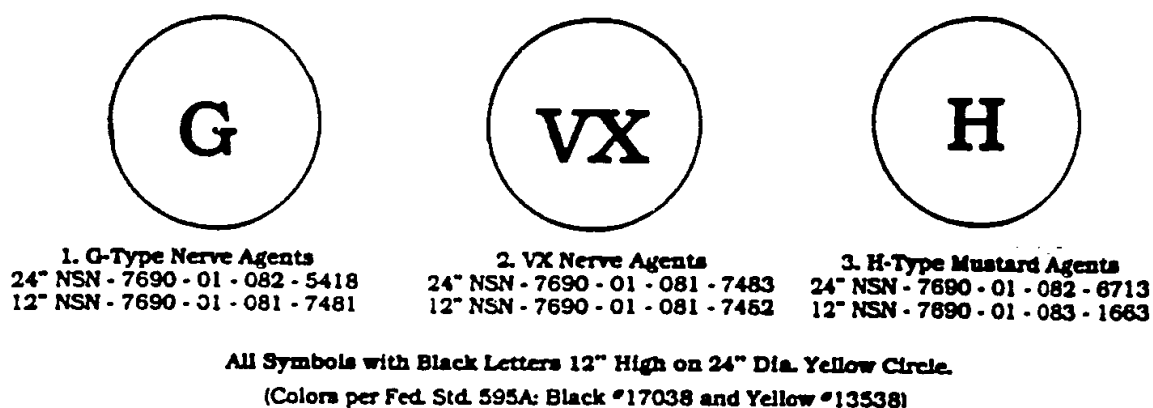 G
VX
H
1. G-Type Nerve Agents
24" NSN - 7690 - 01 - 082 - 5418
12" NSN - 7690 - 01 - 081 - 7481
2. VX Nerve Agents
24" NSN - 7690 - 01 - 081 - 7483
12" NSN - 7690 - 01 - 081 - 7482
3. H-Type Mustard Agents
24" NSN - 7690 - 01 - 082 - 6713
12" NSN - 7690 - 01 - 083 - 1663
All Symbols with Black Letters 12" High on 24" Dia. Yellow Circle.
(Colors per Fed. Std. 595A: Black #17038 and Yellow #13538)